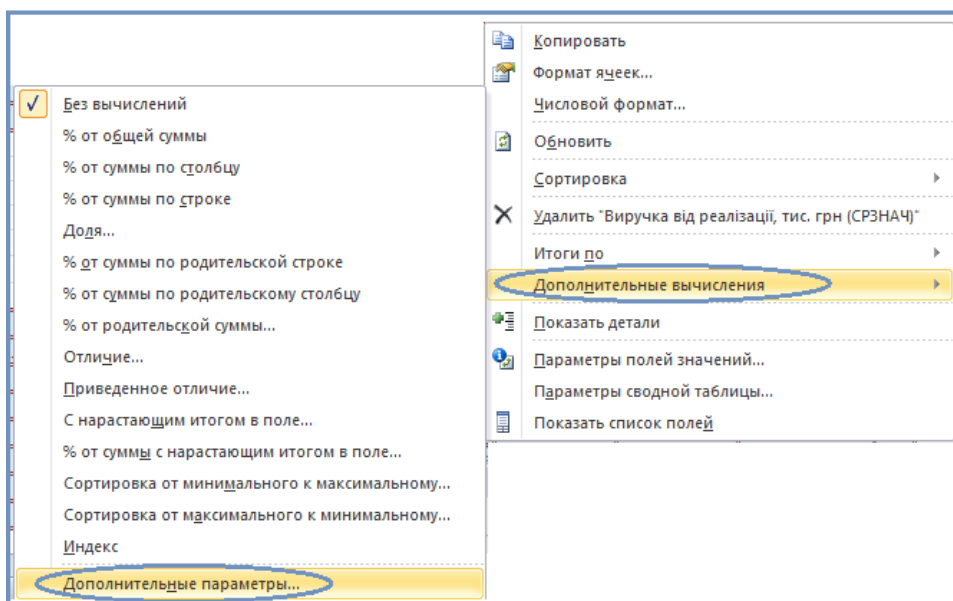 Копировать
Формат ячеек...
Числовой формат...
Обновить
Сортировка
Удалить "Виручка від реалізації, тис. грн (СРЗНАЧ)"
Итоги по
Дополнительные вычисления
Показать детали
Параметры полей значений...
Параметры сводной таблицы...
Показать список полей
Без вычислений
% от общей суммы
% от суммы по столбцу
% от суммы по строке
Доля...
% от суммы по родительской строке
% от суммы по родительскому столбцу
% от родительской суммы...
Отличие...
Приведенное отличие...
С нарастающим итогом в поле...
% от суммы с нарастающим итогом в поле...
Сортировка от минимального к максимальному...
Сортировка от максимального к минимальному...
Индекс
Дополнительные параметры...